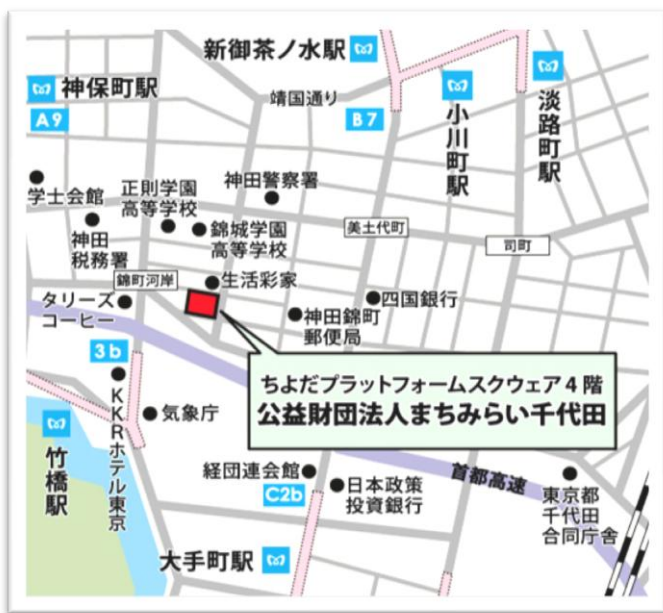 新御茶ノ水駅
神保町駅
A9
靖国通り
B7
小川町駅
淡路町駅
学士会館
正則学園
高等学校
神田警察署
神田
税務署
錦城学園
高等学校
美土代町
司町
錦町河岸
生活彩家
タリーズ
コーヒー
神田錦町
郵便局
四国銀行
3b
ちよだプラットフォームスクウェア4階
公益財団法人まちみらい千代田
KKRホテル東京
気象庁
竹橋駅
経団連会館
C2b
日本政策
投資銀行
首都高速
東京都
千代田
合同庁舎
大手町駅